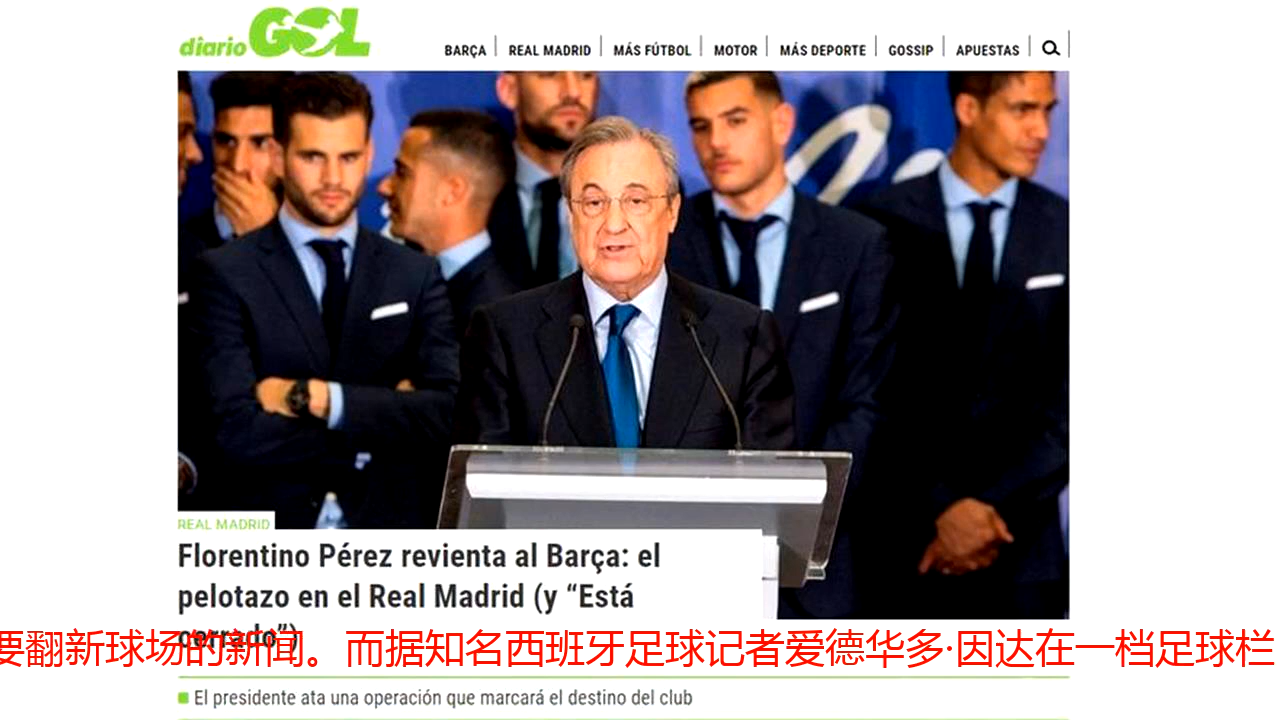 diario GOL
BARÇA REAL MADRID MÁS FÚTBOL MOTOR MÁS DEPORTE GOSSIP APUESTAS
REAL MADRID
Florentino Pérez revienta al Barça: el
pelotazo en el Real Madrid (y “Está
cerrado”)
要翻新球场的新闻。而据知名西班牙足球记者爱德华多·因达在一档足球栏
El presidente ata una operación que marcará el destino del club